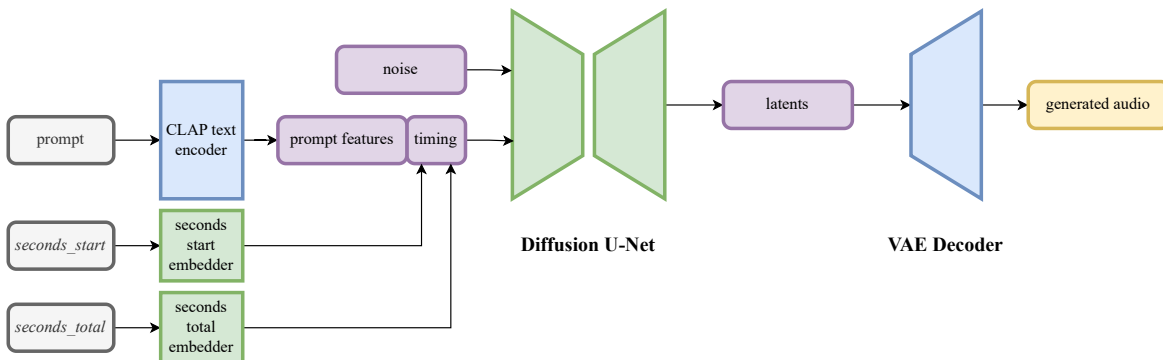 noise
latents
generated audio
prompt
CLAP text
encoder
prompt features
timing
Diffusion U-Net
VAE Decoder
seconds_start
seconds
start
embedder
seconds_total
seconds
total
embedder